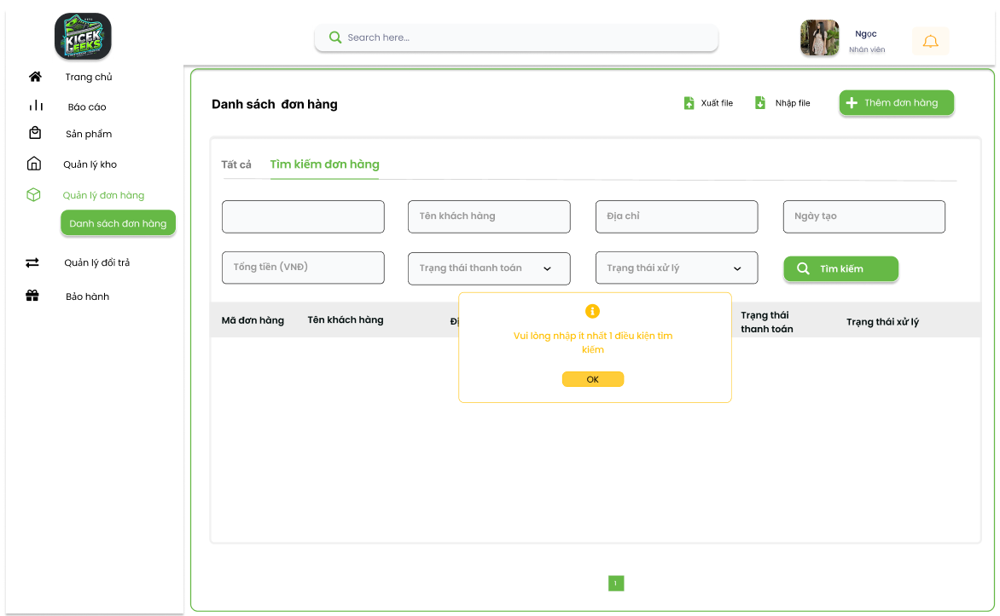 KICEK
GEEKS
Search here...
Ngọc
Nhân viên
Trang chủ
Báo cáo
Sản phẩm
Quản lý kho
Quản lý đơn hàng
Danh sách đơn hàng
Quản lý đổi trả
Bảo hành
Danh sách đơn hàng
Xuất file
Nhập file
Thêm đơn hàng
Tất cả
Tìm kiếm đơn hàng
Tên khách hàng
Địa chỉ
Ngày tạo
Tổng tiền (VNĐ)
Trạng thái thanh toán
Trạng thái xử lý
Tìm kiếm
Mã đơn hàng
Tên khách hàng
Trạng thái
thanh toán
Trạng thái xử lý
Vui lòng nhập ít nhất 1 điều kiện tìm
kiếm
OK
1